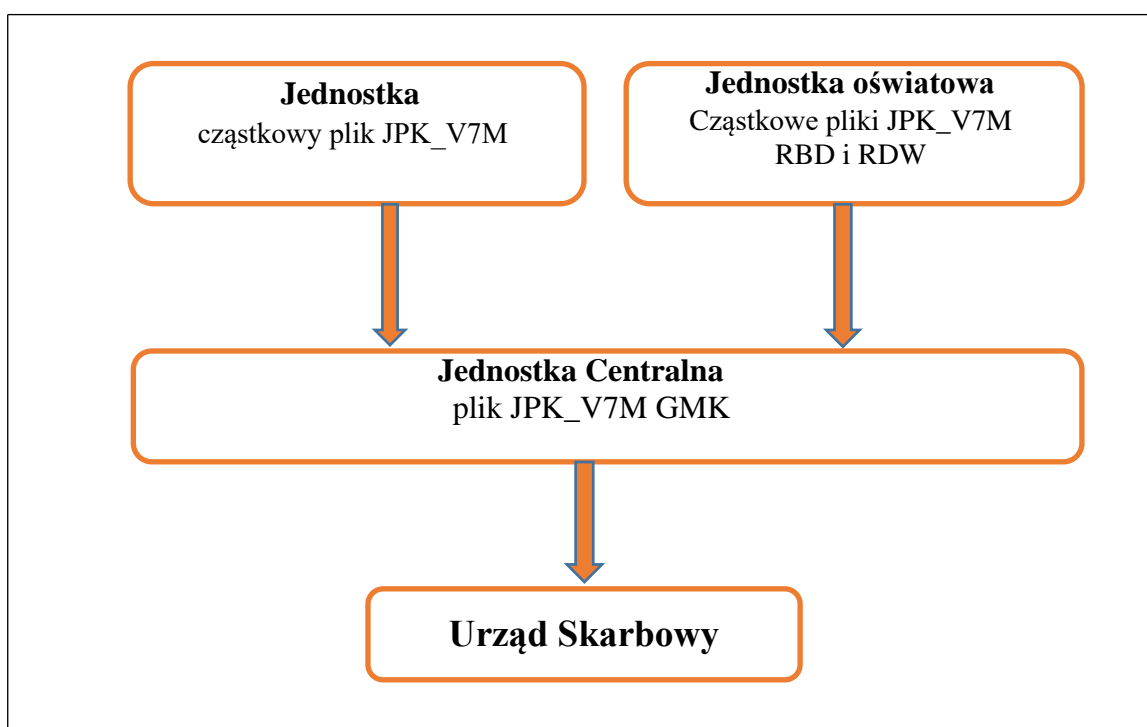 Jednostka
cząstkowy plik JPK_V7M
Jednostka oświatowa
Cząstkowe pliki JPK_V7M
RBD i RDW
Jednostka Centralna
plik JPK_V7M GMK
Urząd Skarbowy